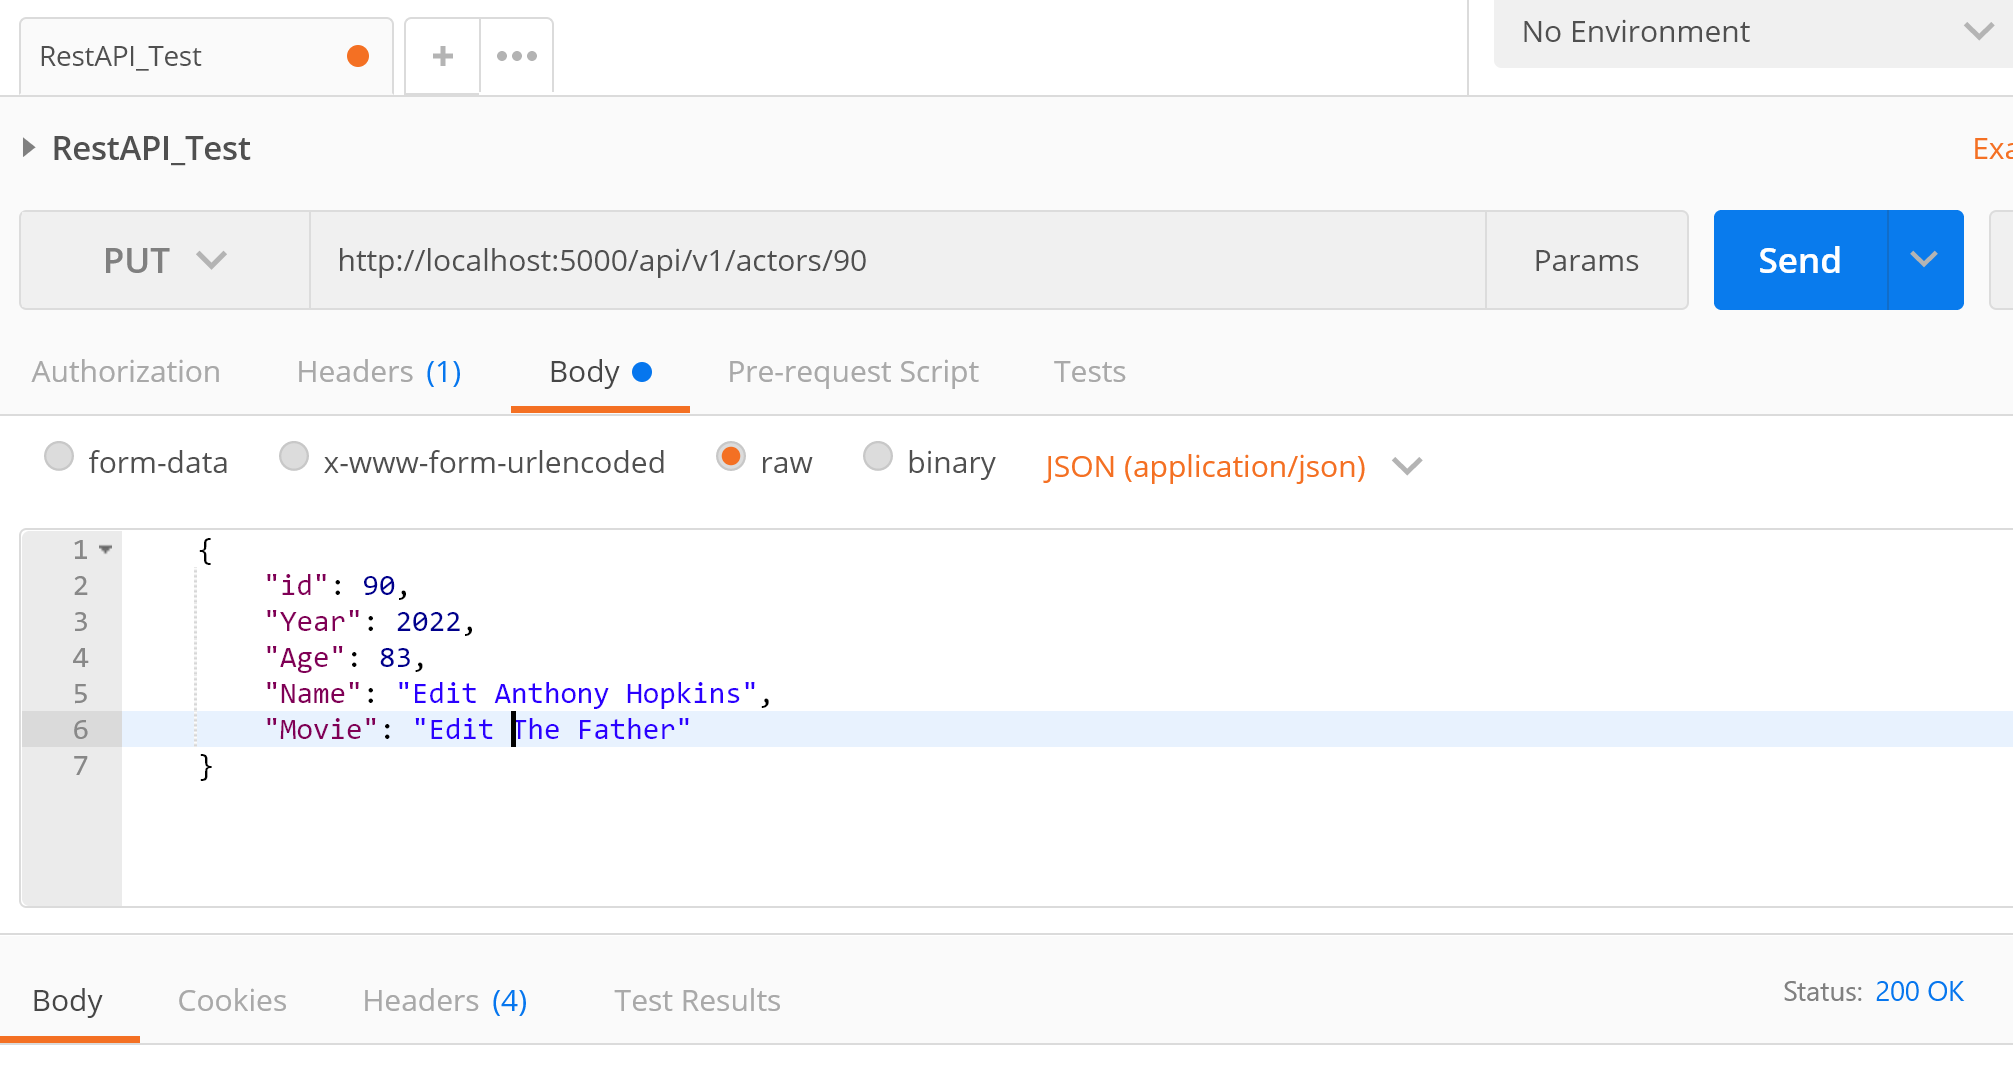 RestAPI_Test
No Environment
RestAPI_Test
Exa
PUT http://localhost:5000/api/v1/actors/90 Params Send
Authorization Headers (1) Body Pre-request Script Tests
form-data x-www-form-urlencoded raw binary JSON (application/json)
1 {
2 "id": 90,
3 "Year": 2022,
4 "Age": 83,
5 "Name": "Edit Anthony Hopkins",
6 "Movie": "Edit The Father"
7 }
Body Cookies Headers (4) Test Results Status: 200 OK